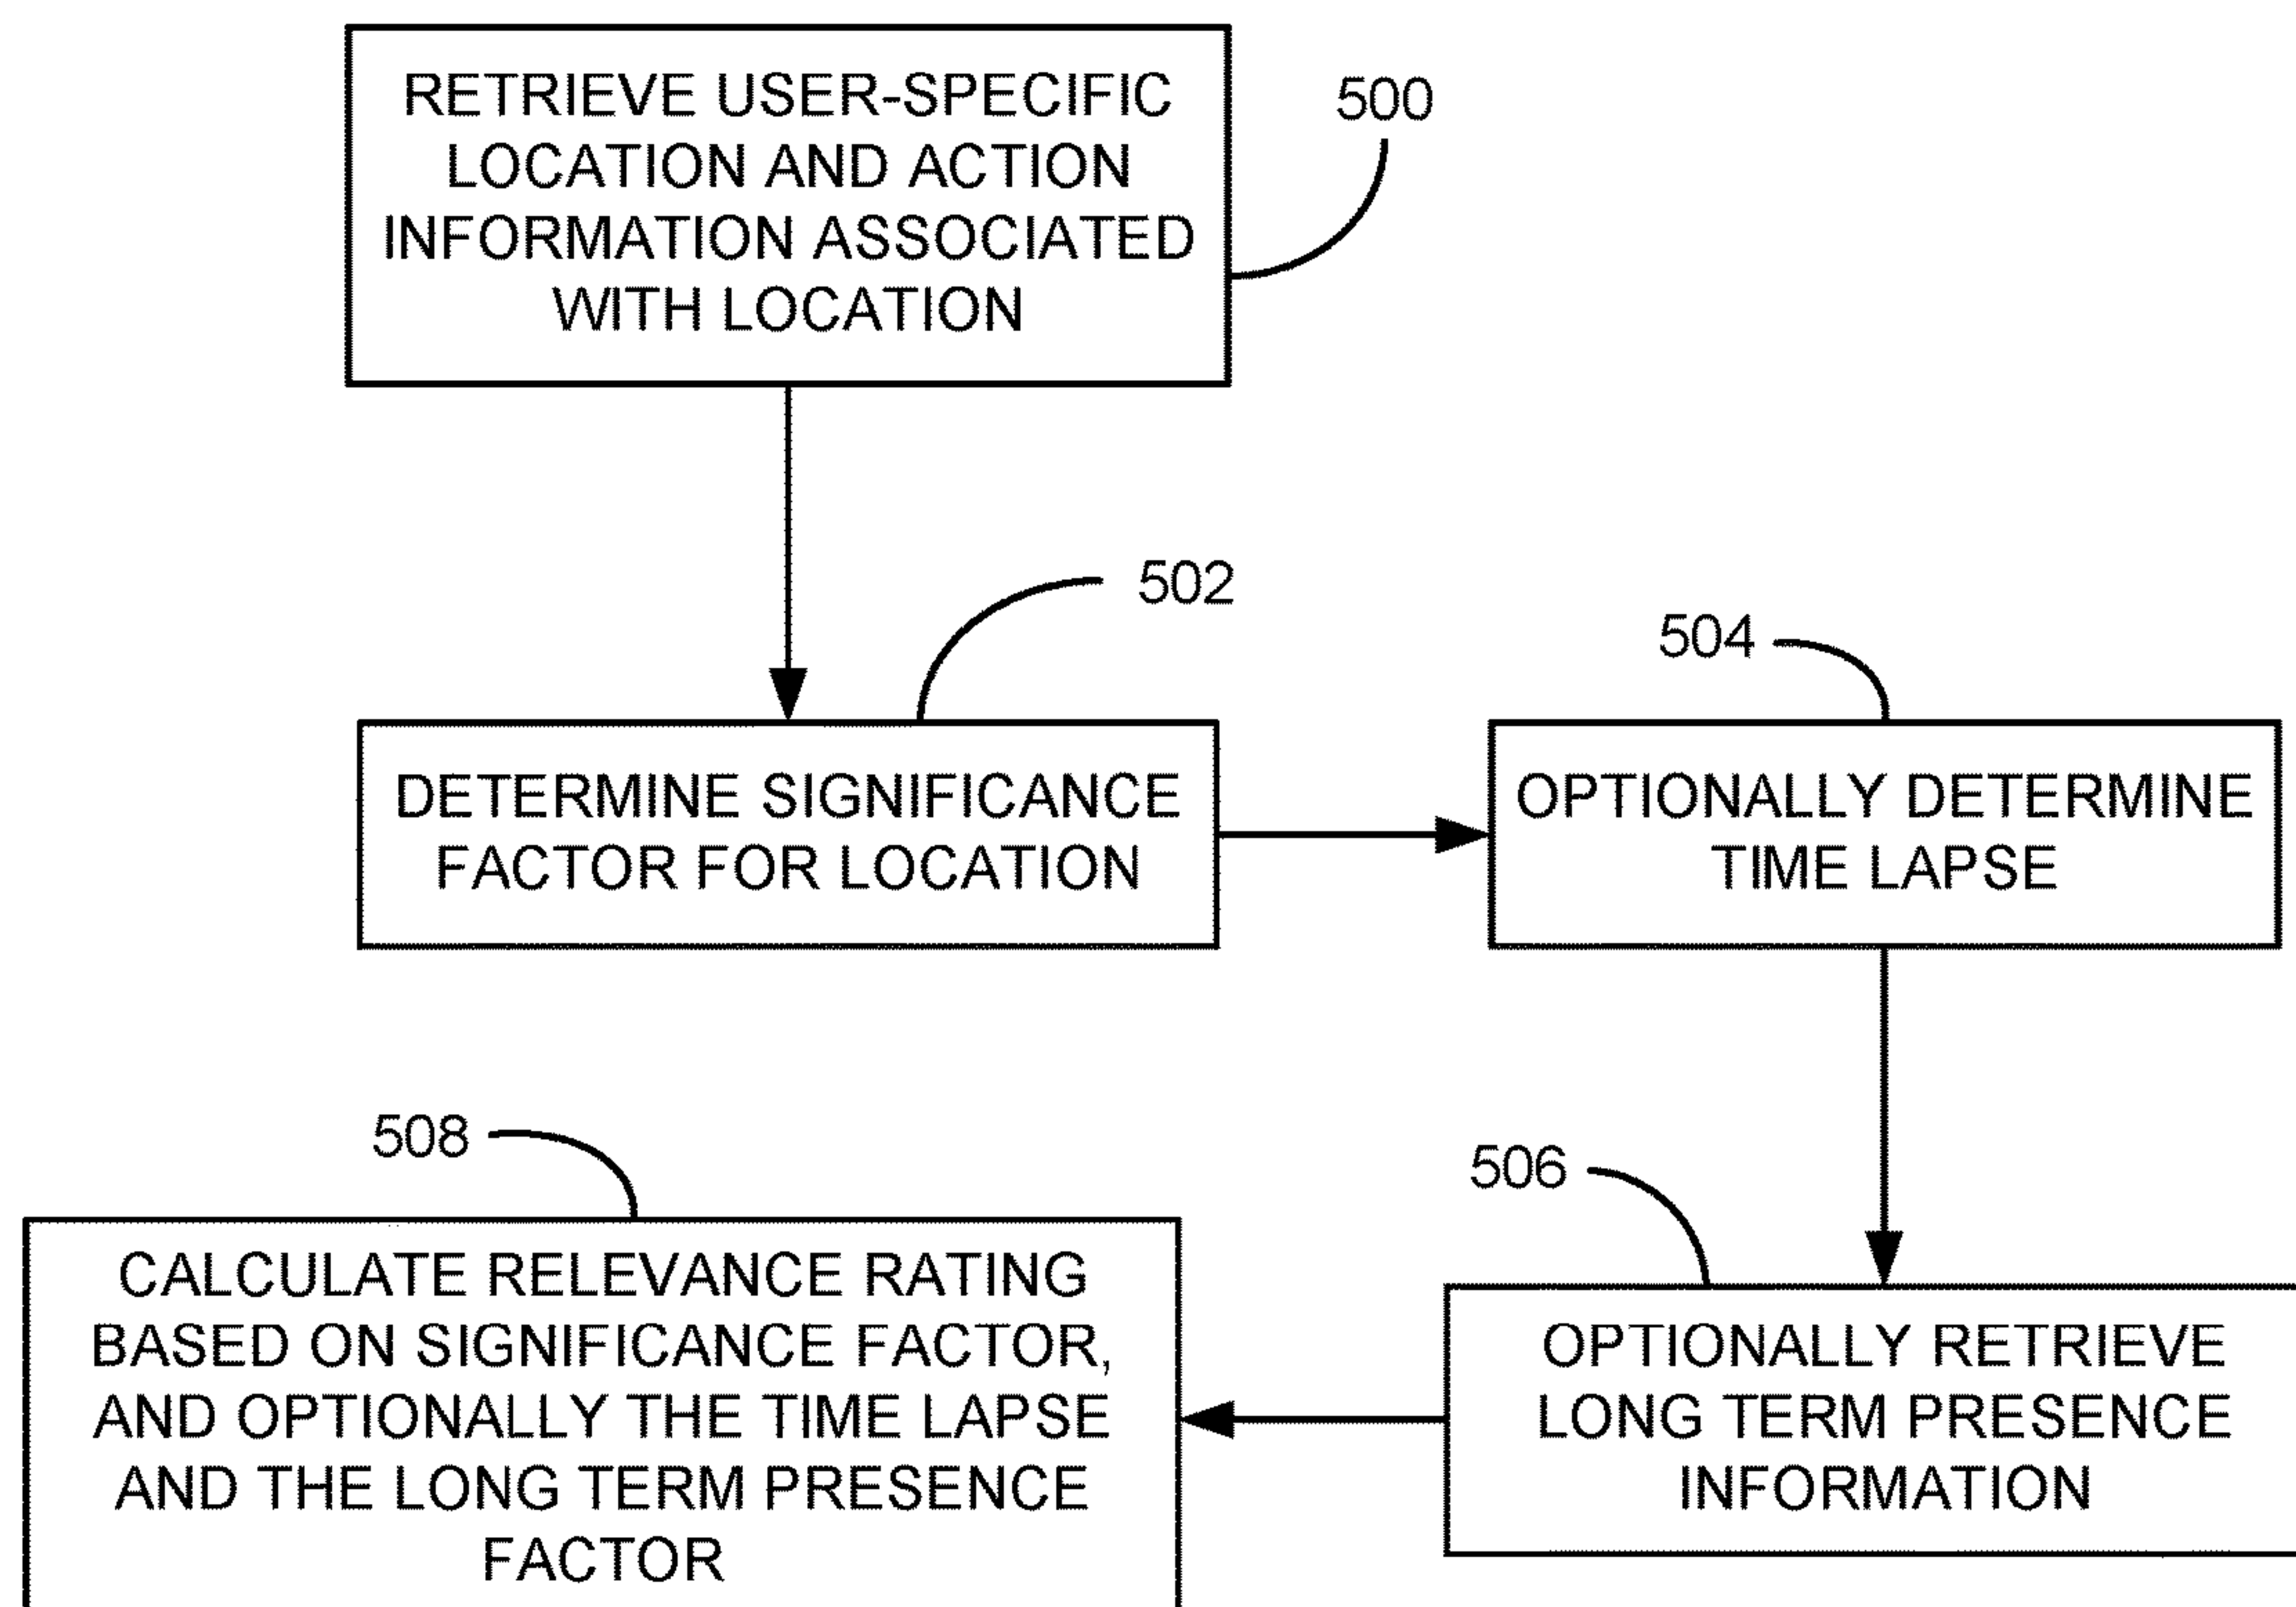 RETRIEVE USER-SPECIFIC
LOCATION AND ACTION
INFORMATION ASSOCIATED
WITH LOCATION
500
502
DETERMINE SIGNIFICANCE
FACTOR FOR LOCATION
504
OPTIONALLY DETERMINE
TIME LAPSE
506
OPTIONALLY RETRIEVE
LONG TERM PRESENCE
INFORMATION
508
CALCULATE RELEVANCE RATING
BASED ON SIGNIFICANCE FACTOR,
AND OPTIONALLY THE TIME LAPSE
AND THE LONG TERM PRESENCE
FACTOR